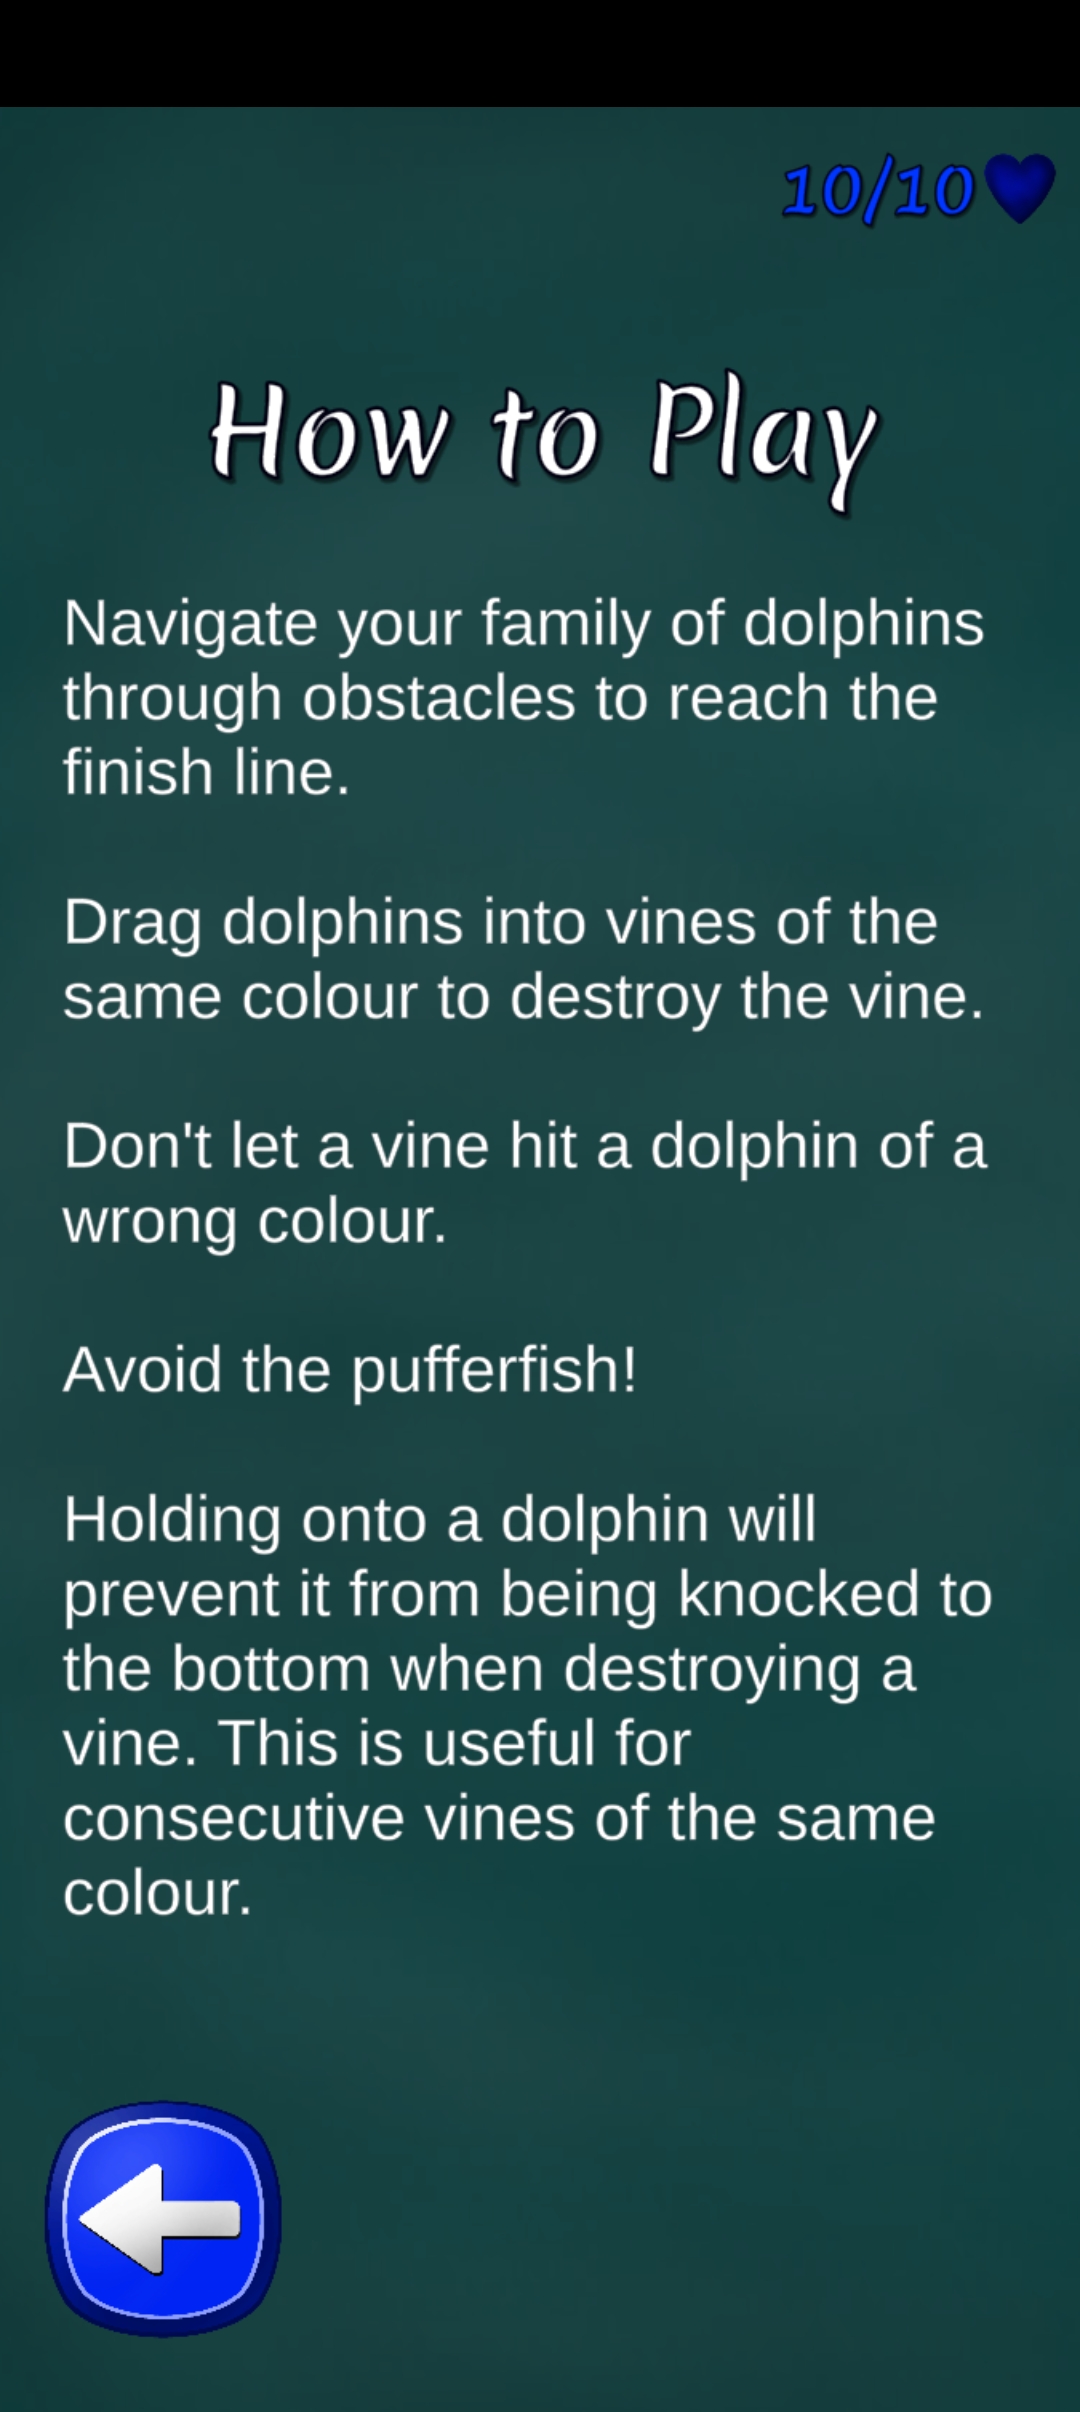 10/10
How to Play
Navigate your family of dolphins
through obstacles to reach the
finish line.
Drag dolphins into vines of the
same colour to destroy the vine.
Don't let a vine hit a dolphin of a
wrong colour.
Avoid the pufferfish!
Holding onto a dolphin will
prevent it from being knocked to
the bottom when destroying a
vine. This is useful for
consecutive vines of the same
colour.